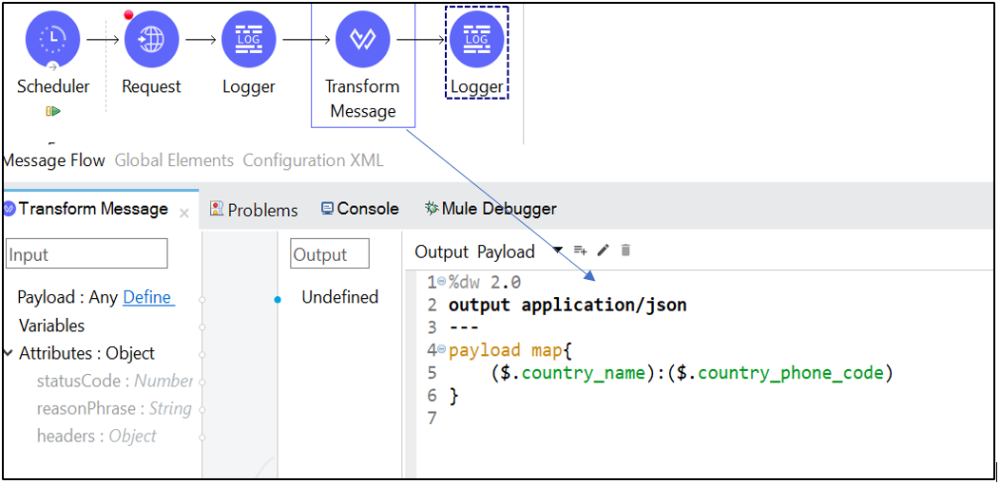 LOG
LOG
Scheduler
Request
Logger
Transform
Message
Logger
Message Flow Global Elements Configuration XML
Transform Message
Problems
Console
Mule Debugger
Input
Output
Output Payload
Payload : Any Define
Variables
Attributes : Object
statusCode : Number
reasonPhrase : String
headers : Object
Undefined
1 %dw 2.0
2 output application/json
3 ---
4 payload map{
5 ($.country_name):($.country_phone_code)
6 }
7